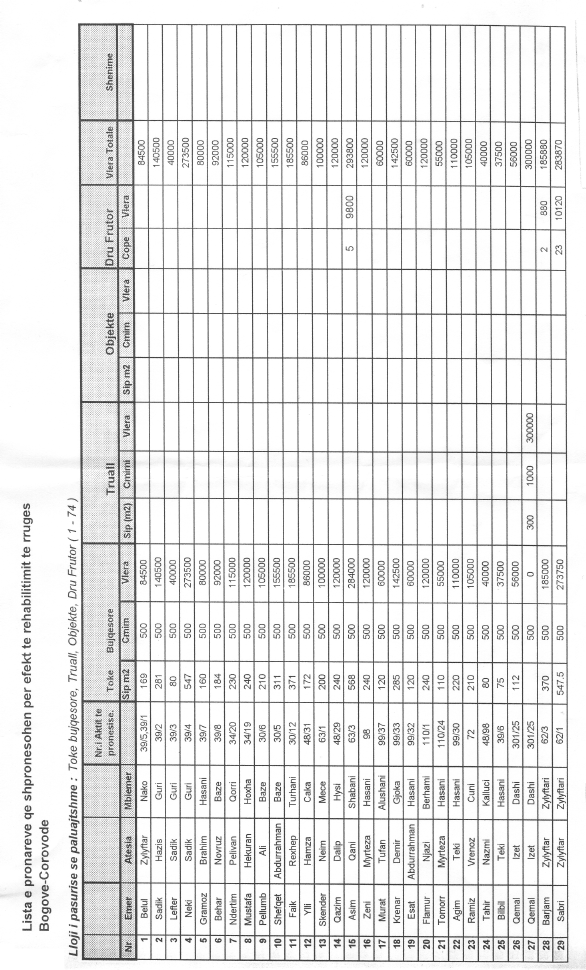 Lista e pronareve qe shpronesohen per efekt te rehabilitimit te rruges
Bogove-Corovode
Lloji i pasurise se paluajtshme : Toke bujqesore, Truall, Objekte, Dru Frutor ( 1 - 74 )
Nr.i Aktit te pronesise. Toke Bujqesore Truall Objekte Dru Frutor Vlera Totale Shenime
Nr. Emer Atesia Mbiemer Sip m2 Cmim Vlera Sip (m2) Cmimi Vlera Sip m2 Cmim Vlera Cope Vlera
1 Belul Zylyftar Nako 39/5,39/1 169 500 84500 84500
2 Sadik Hazis Guri 39/2 281 500 140500 140500
3 Lefter Sadik Guri 39/3 80 500 40000 40000
4 Neki Sadik Guri 39/4 547 500 273500 273500
5 Gramoz Brahim Hasani 39/7 160 500 80000 80000
6 Behar Novruz Baze 39/8 184 500 92000 92000
7 Ndertim Pelivan Qorri 34/20 230 500 115000 115000
8 Mustafa Hekuran Hoxha 34/19 240 500 120000 120000
9 Pellumb Ali Baze 30/6 210 500 105000 105000
10 Shefqet Abdurrahman Baze 30/5 311 500 155500 155500
11 Faik Rexhep Turhani 30/12 371 500 185500 185500
12 Ylli Hamza Caka 48/31 172 500 86000 86000
13 Skender Neim Mece 63/1 200 500 100000 100000
14 Qazim Dalip Hysi 48/29 240 500 120000 120000
15 Asim Qani Shabani 63/3 568 500 284000 5 9800 293800
16 Zeni Myrteza Hasani 98 240 500 120000 120000
17 Murat Tufan Alushani 99/37 120 500 60000 60000
18 Krenar Demir Gjoka 99/33 285 500 142500 142500
19 Esat Abdurrahman Hasani 99/32 120 500 60000 60000
20 Flamur Njazi Berhami 110/1 240 500 120000 120000
21 Tomorr Myrteza Hasani 110/24 110 500 55000 55000
22 Agim Teki Hasani 99/30 220 500 110000 110000
23 Ramiz Vrenoz Cuni 72 210 500 105000 105000
24 Tahir Nazmi Kalluci 48/98 80 500 40000 40000
25 Bilbil Teki Hasani 39/6 75 500 37500 37500
26 Qemal Izet Dashi 301/25 112 500 56000 56000
27 Qemal Izet Dashi 301/25 0 300 1000 300000 300000
28 Barjam Zylyftar Zylyftari 62/3 370 500 185000 2 880 185880
29 Sabri Zylyftar Zylyftari 62/1 547.5 500 273750 23 10120 283870